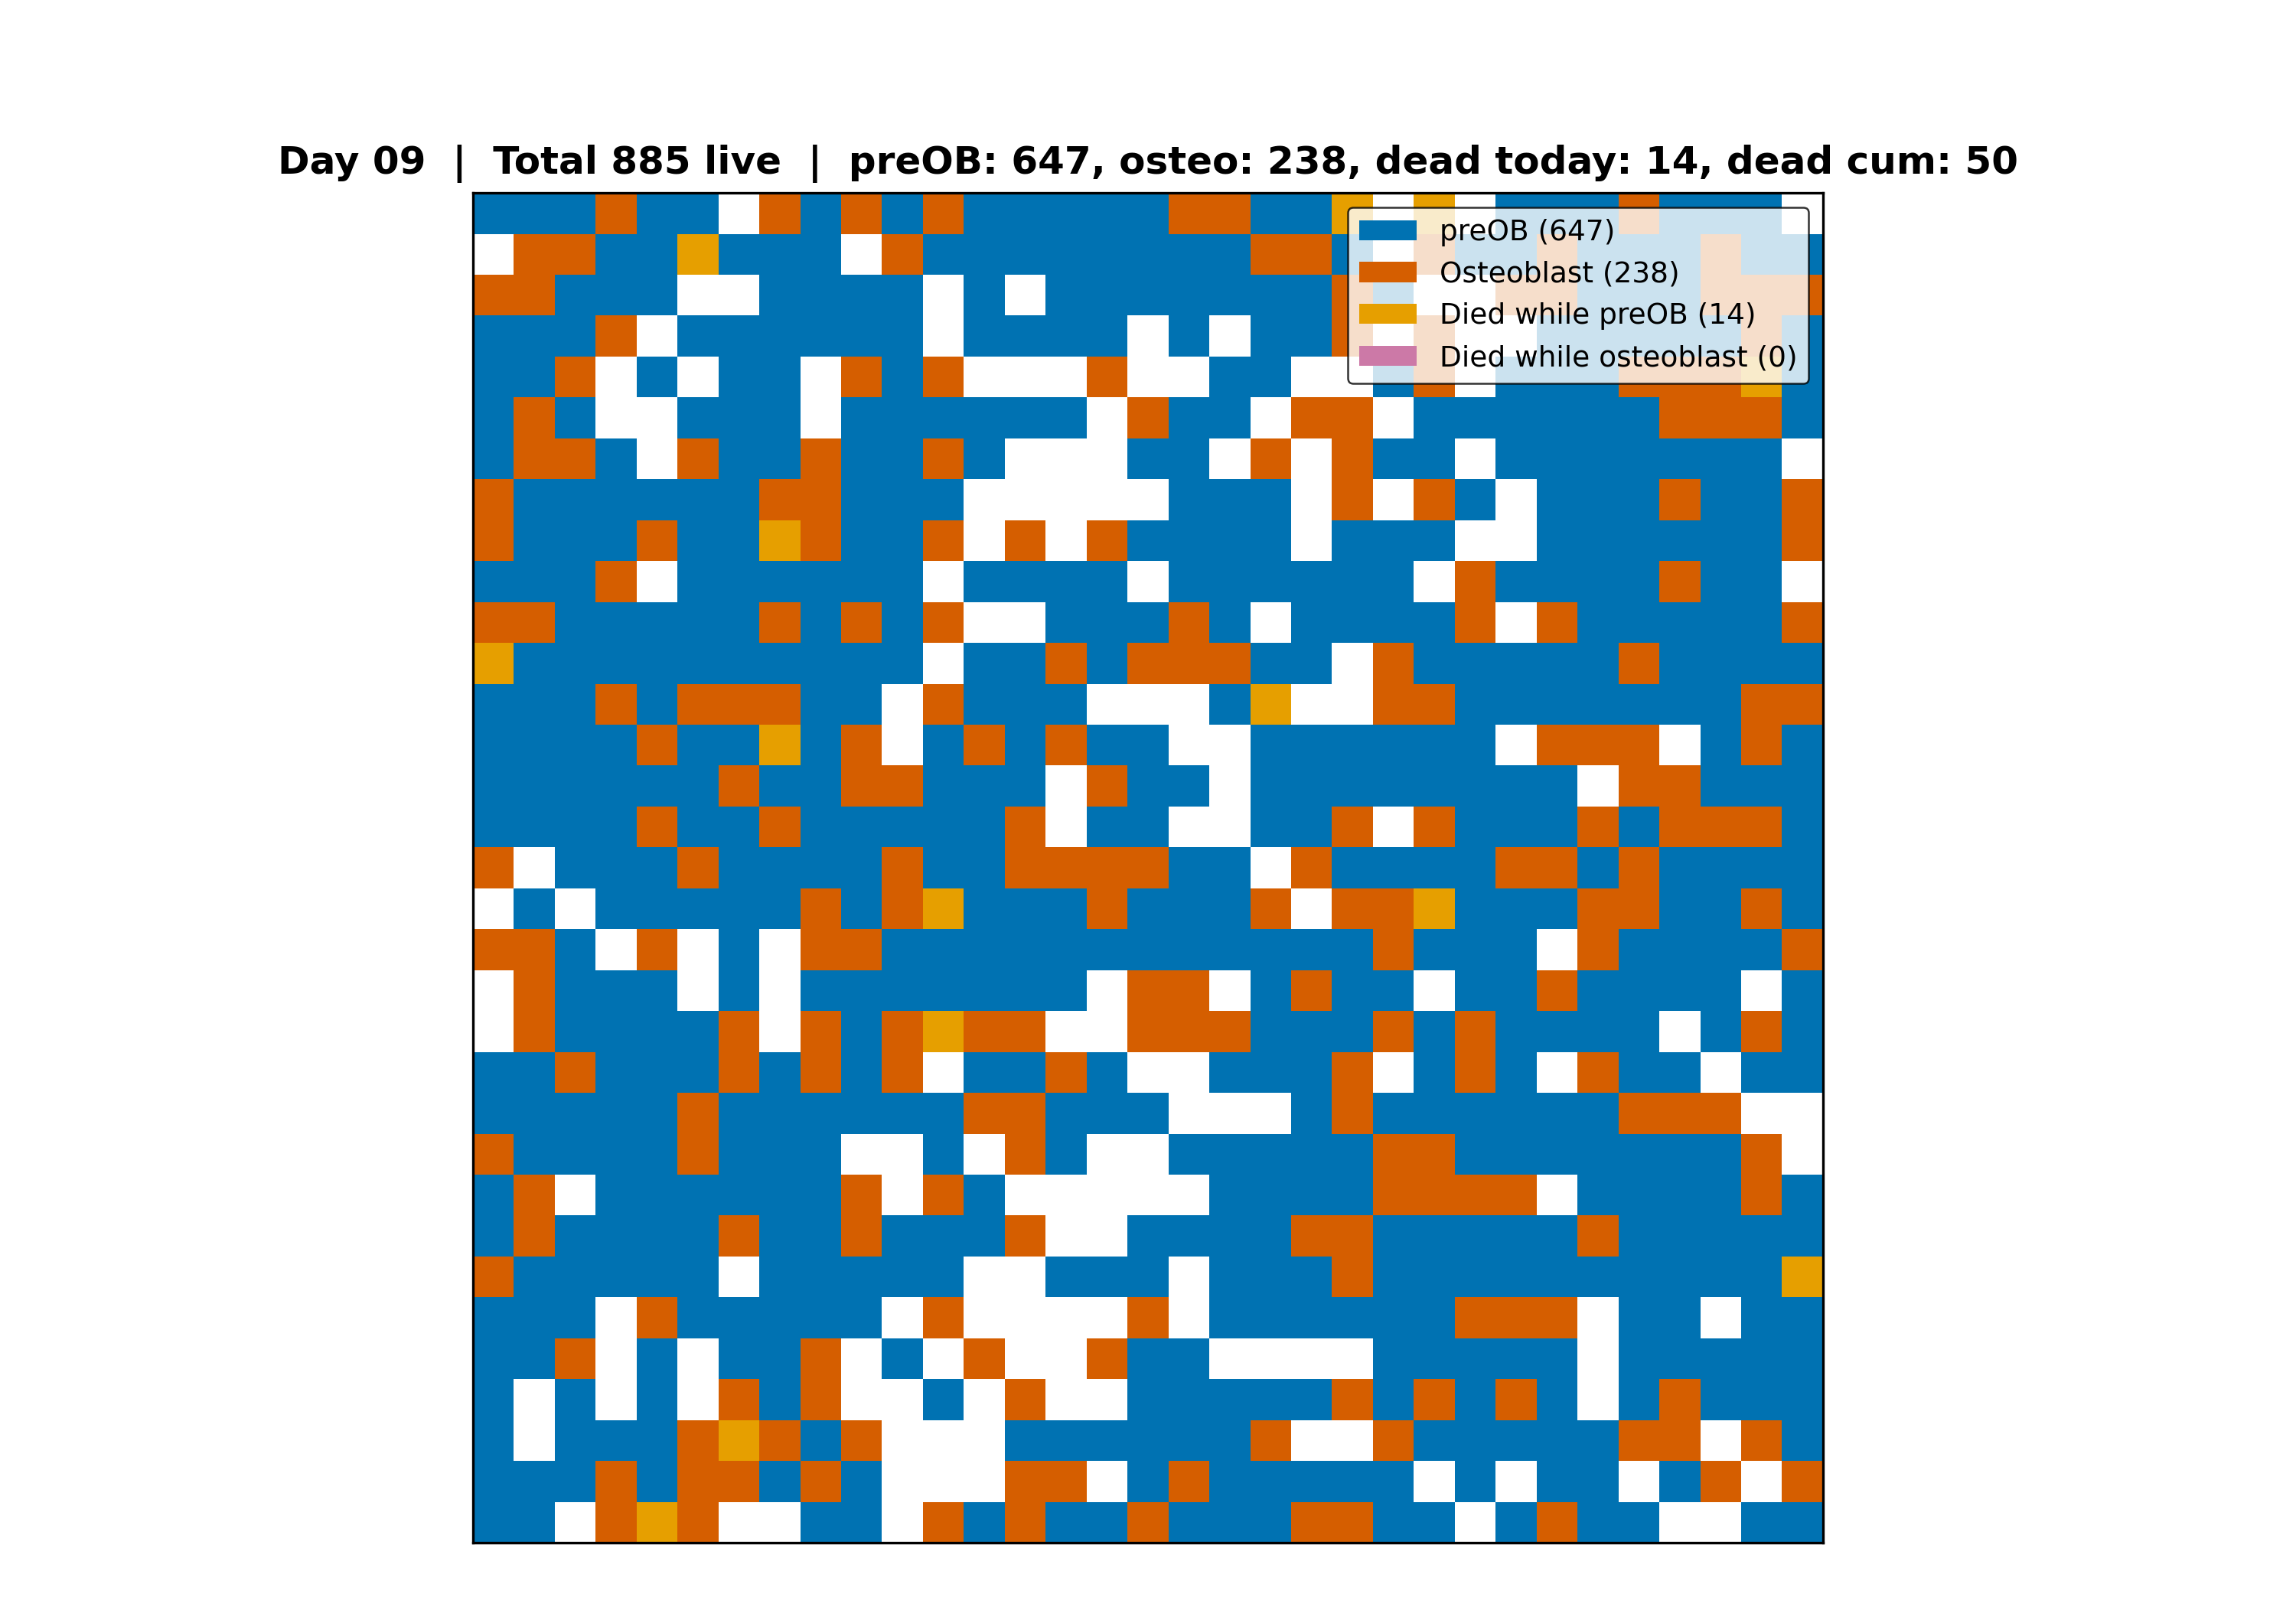 Day 09 | Total 885 live | preOB: 647, osteo: 238, dead today: 14, dead cum: 50
preOB (647)
Osteoblast (238)
Died while preOB (14)
Died while osteoblast (0)